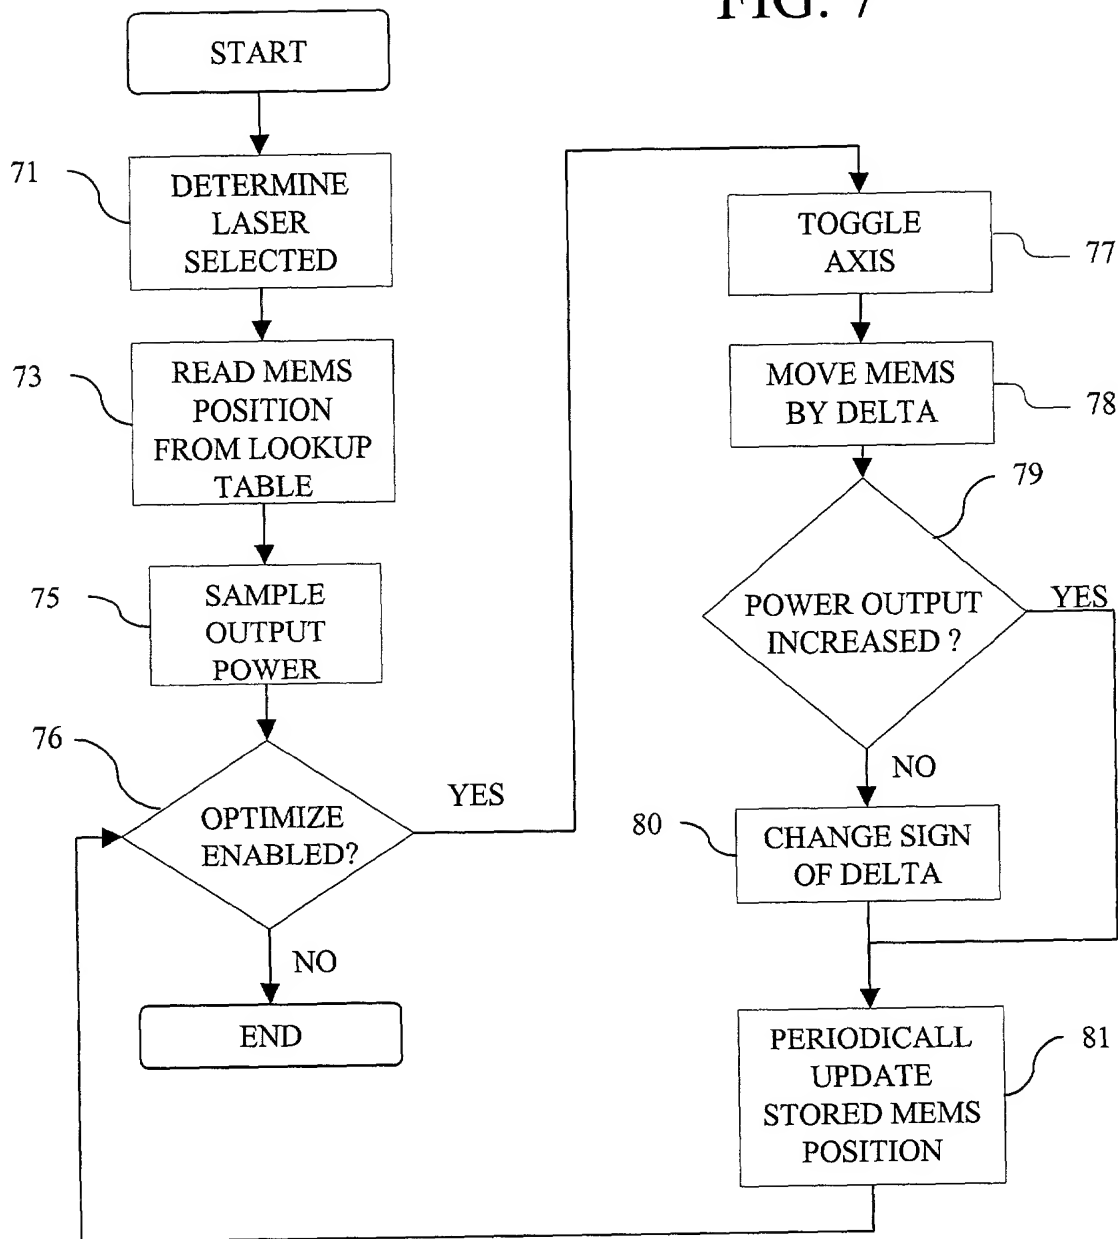 FIG. 7
START
71
DETERMINE
LASER
SELECTED
73
READ MEMS
POSITION
FROM LOOKUP
TABLE
75
SAMPLE
OUTPUT
POWER
76
OPTIMIZE
ENABLED?
YES
NO
END
TOGGLE
AXIS
77
MOVE MEMS
BY DELTA
78
79
POWER OUTPUT
INCREASED ?
YES
NO
80
CHANGE SIGN
OF DELTA
PERIODICALL
UPDATE
STORED MEMS
POSITION
81